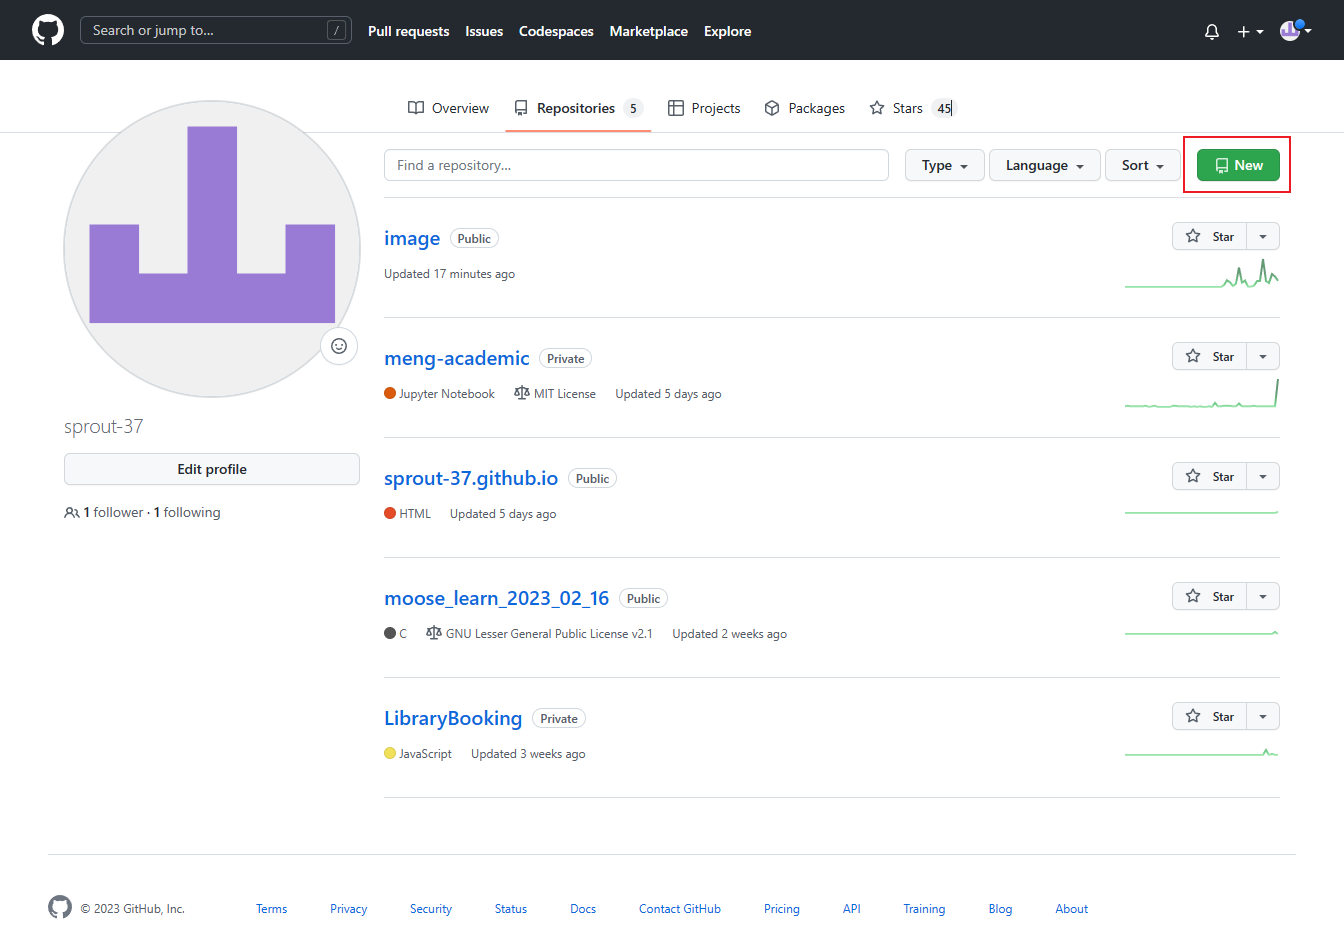 Search or jump to... /
Pull requests Issues Codespaces Marketplace Explore
Overview Repositories 5 Projects Packages Stars 45
Find a repository... Type Language Sort New
image Public Star
Updated 17 minutes ago
meng-academic Private Star
Jupyter Notebook MIT License Updated 5 days ago
sprout-37
Edit profile
1 follower · 1 following
sprout-37.github.io Public Star
HTML Updated 5 days ago
moose_learn_2023_02_16 Public Star
C GNU Lesser General Public License v2.1 Updated 2 weeks ago
LibraryBooking Private Star
JavaScript Updated 3 weeks ago
© 2023 GitHub, Inc. Terms Privacy Security Status Docs Contact GitHub Pricing API Training Blog About